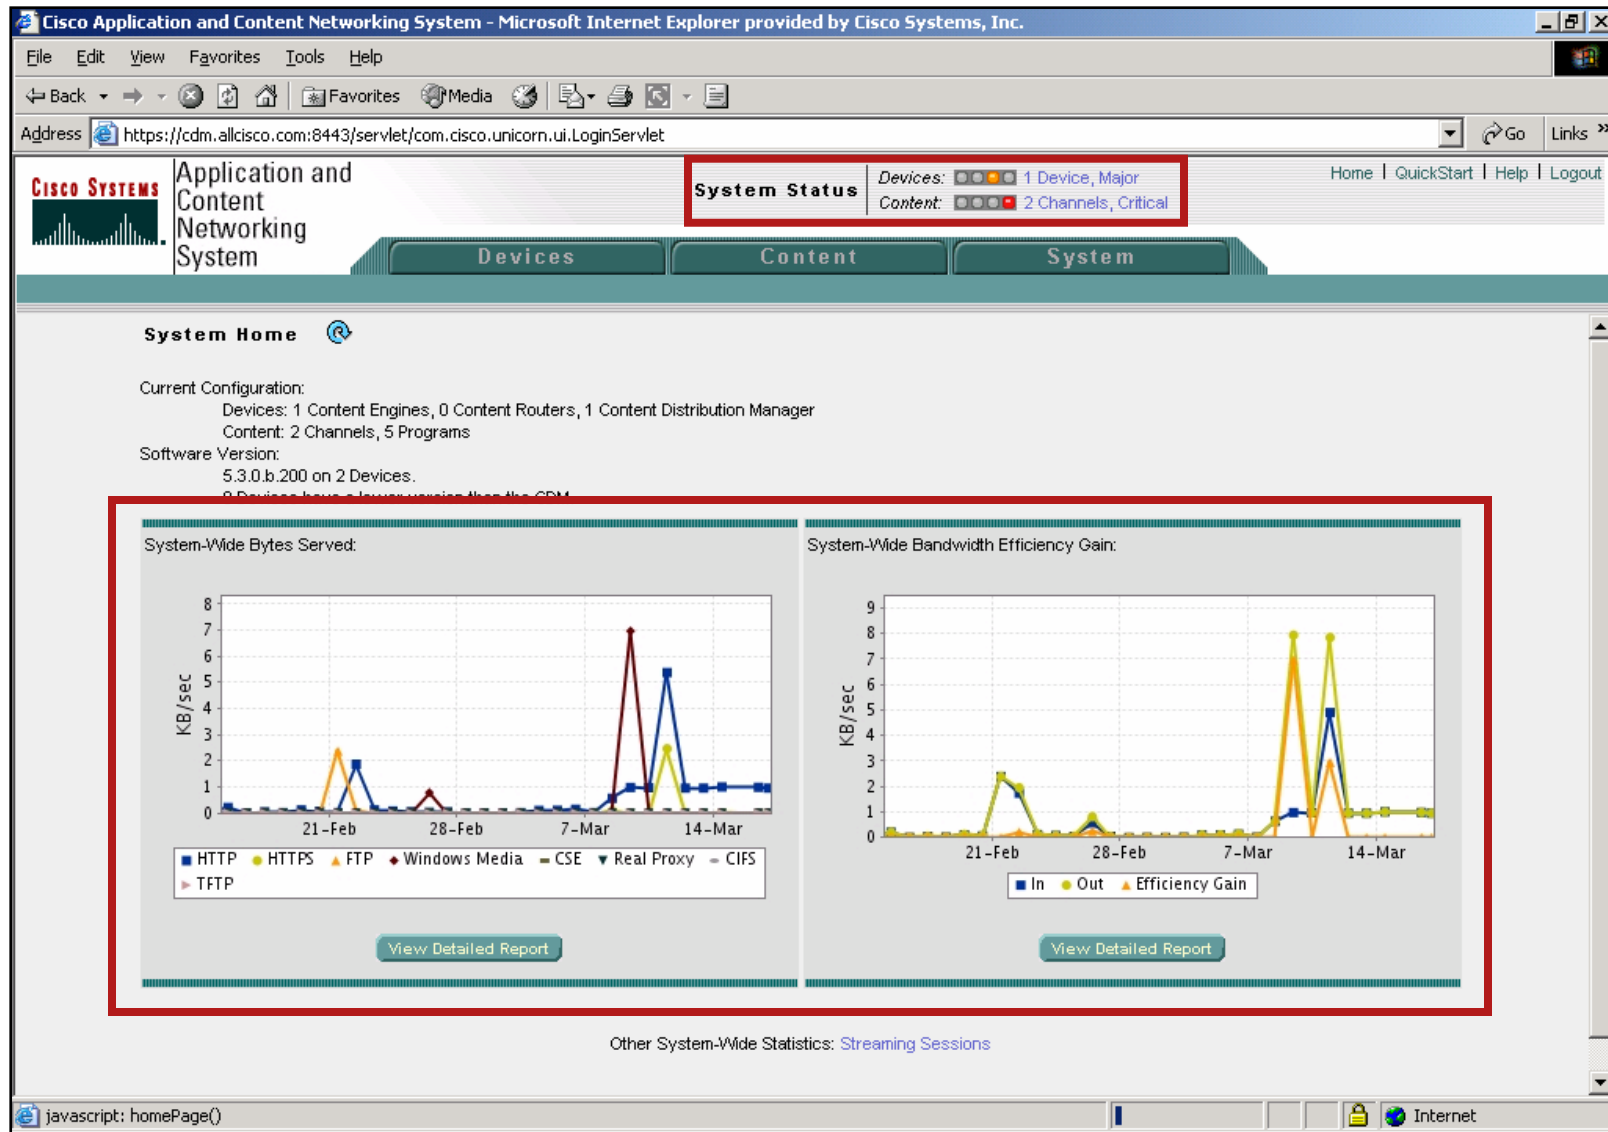 Cisco Application and Content Networking System - Microsoft Internet Explorer provided by Cisco Systems, Inc.
File Edit View Favorites Tools Help
Back Favorites Media
Address https://cdm.allcisco.com:8443/servlet/com.cisco.unicorn.ui.LoginServlet Go Links »
CISCO SYSTEMS
Application and
Content
Networking
System
System Status
Devices: 1 Device, Major
Content: 2 Channels, Critical
Home | QuickStart | Help | Logout
Devices Content System
System Home
Current Configuration:
Devices: 1 Content Engines, 0 Content Routers, 1 Content Distribution Manager
Content: 2 Channels, 5 Programs
Software Version:
5.3.0.b.200 on 2 Devices.
0 Devices have a lower version than the CDM
System-Wide Bytes Served:
8
7
6
5
4
3
2
1
0
KB/sec
21-Feb 28-Feb 7-Mar 14-Mar
HTTP HTTPS FTP Windows Media CSE Real Proxy CIFS
TFTP
View Detailed Report
System-Wide Bandwidth Efficiency Gain:
9
8
7
6
5
4
3
2
1
0
KB/sec
21-Feb 28-Feb 7-Mar 14-Mar
In Out Efficiency Gain
View Detailed Report
Other System-Wide Statistics: Streaming Sessions
javascript: homePage() Internet